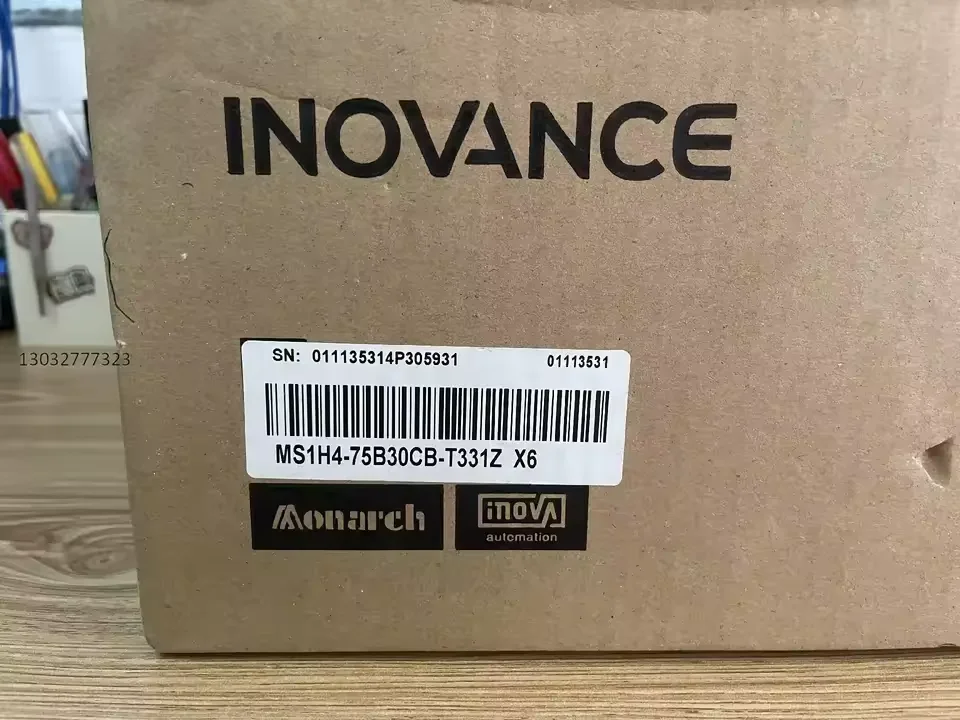 INOVANCE
13032777323
SN: 011135314P305931 01113531
MS1H4-75B30CB-T331Z X6
Monarch
inova
automation